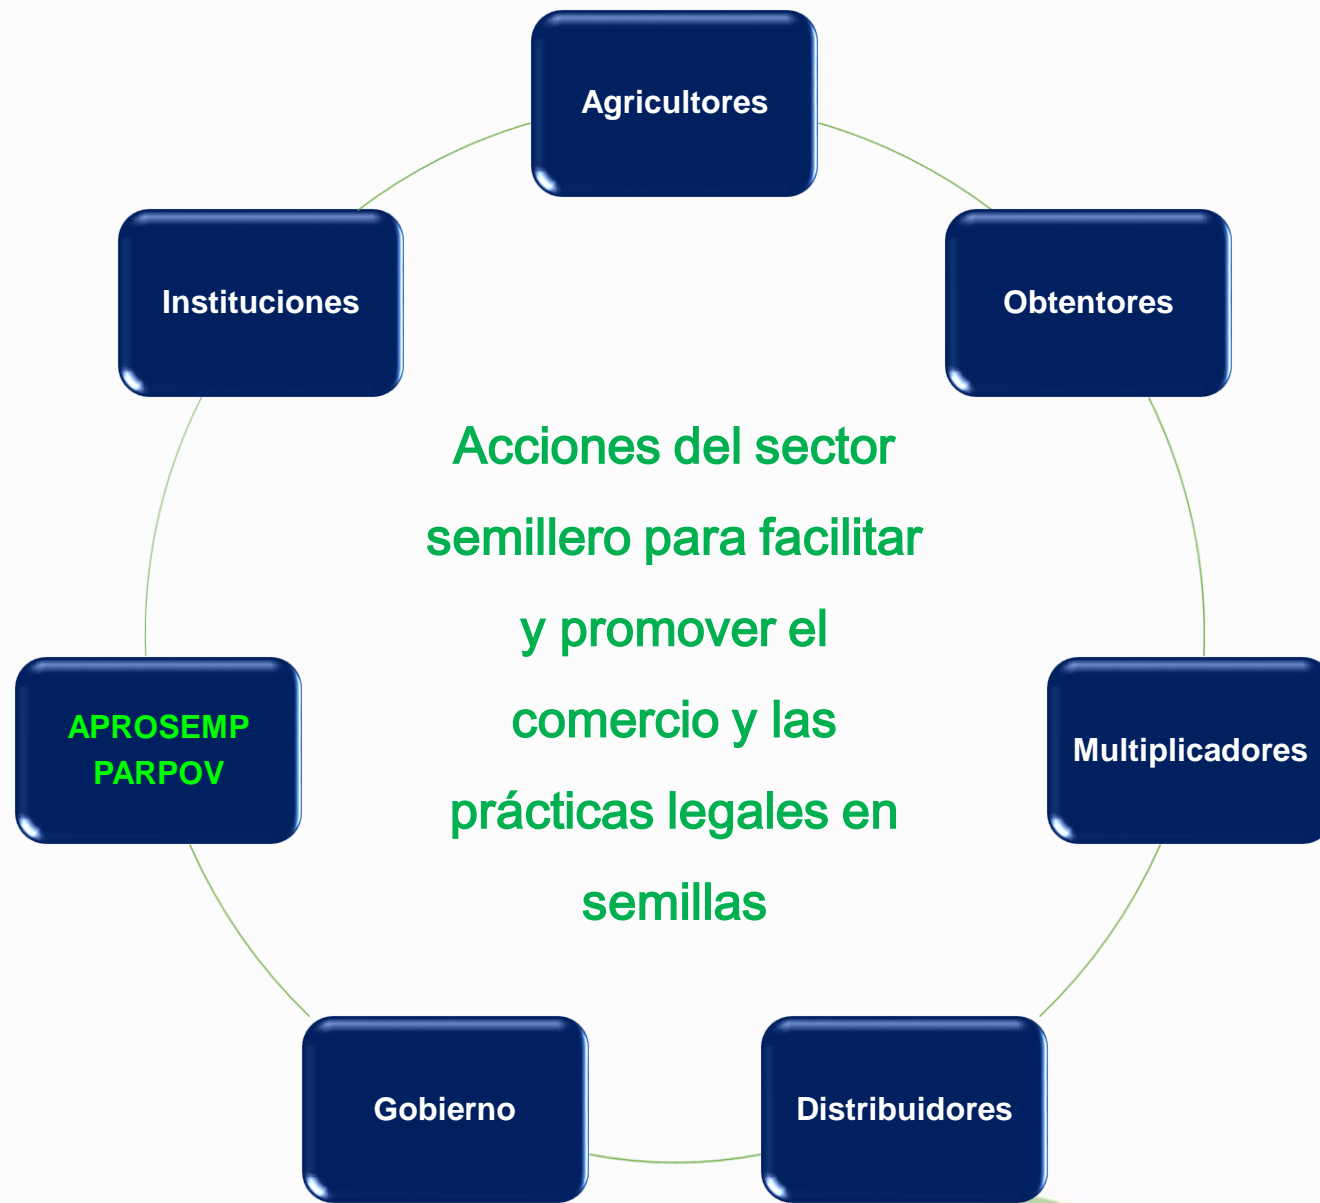 Agricultores
Instituciones
Obtentores
Acciones del sector
semillero para facilitar
y promover el
comercio y las
prácticas legales en
semillas
APROSEMP
PARPOV
Multiplicadores
Gobierno
Distribuidores